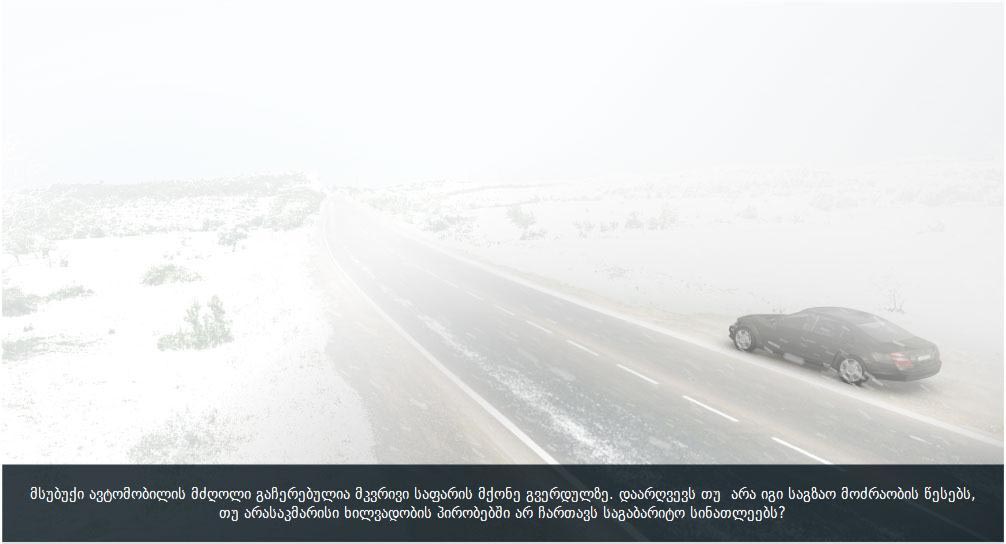 მსუბუქი ავტომობილის მძღოლი გაჩერებულია მკვრივი საფარის მქონე გვერდულზე. დაარღვევს თუ  არა იგი საგზაო მოძრაობის წესებს,
თუ არასაკმარისი ხილვადობის პირობებში არ ჩართავს საგაბარიტო სინათლეებს?